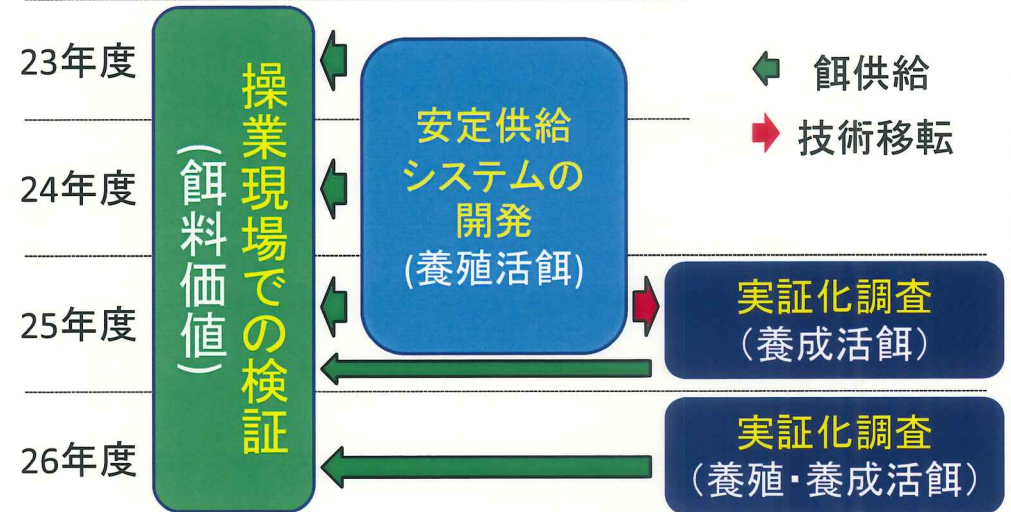 23年度
24年度
25年度
26年度
操業現場での検証
(餌料価値)
安定供給
システムの
開発
(養殖活餌)
餌供給
技術移転
実証化調査
(養成活餌)
実証化調査
(養殖・養成活餌)